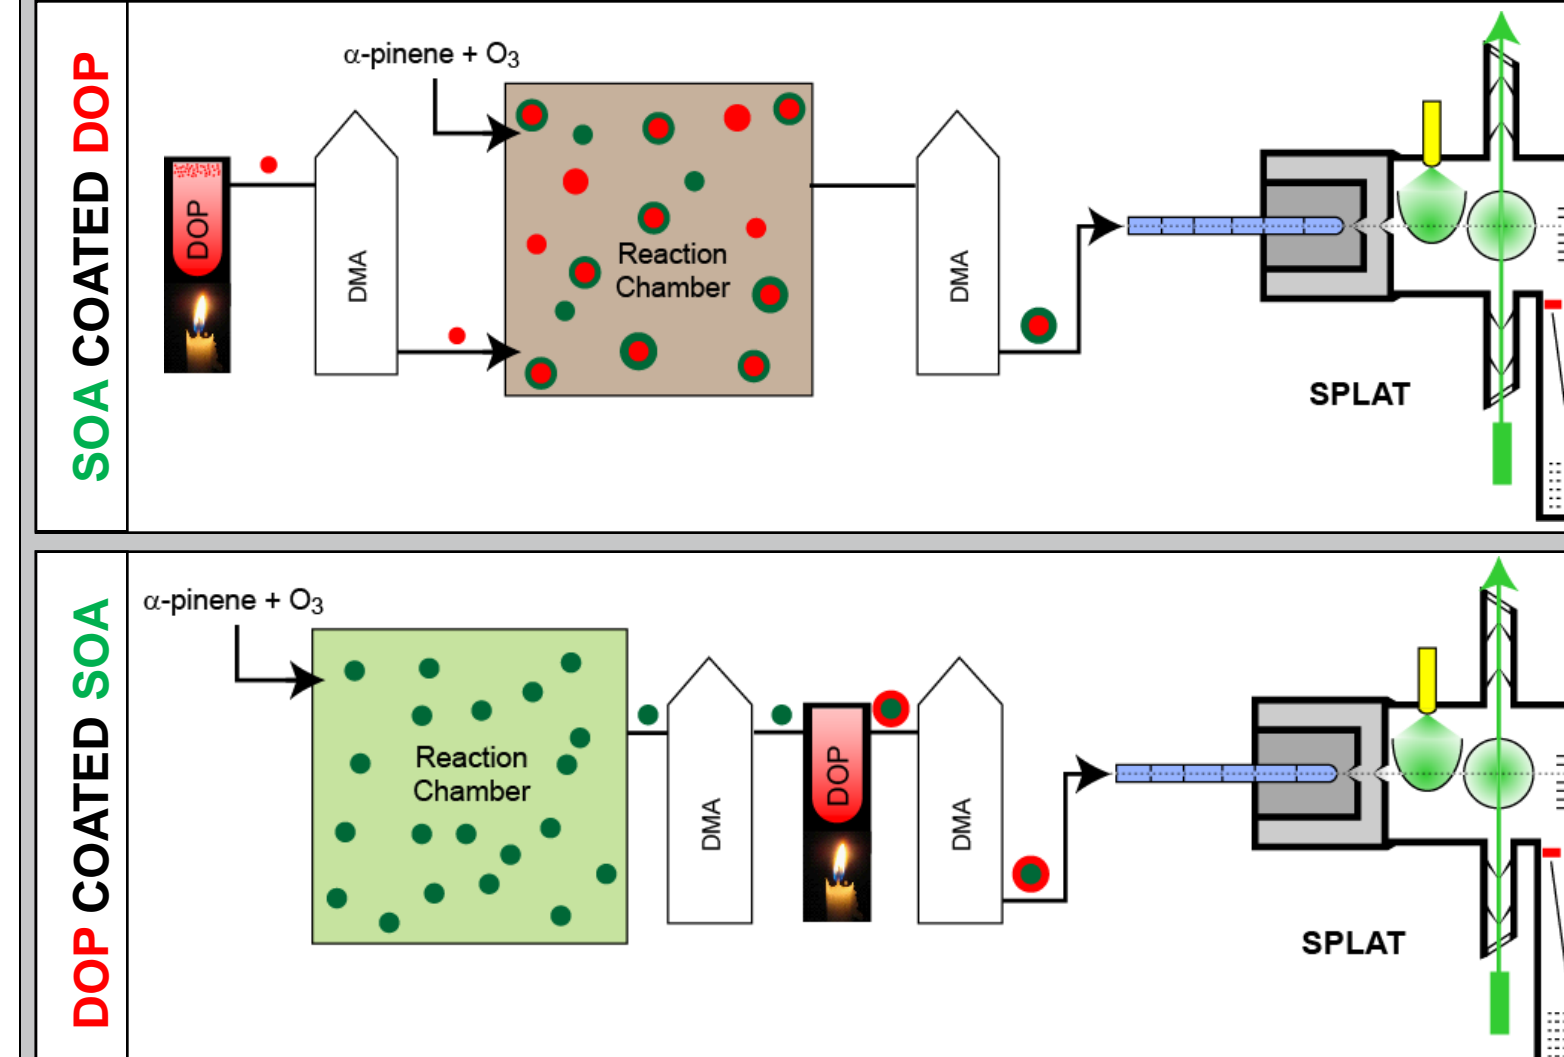 SOA COATED DOP
α-pinene + O₃
DOP
DMA
Reaction
Chamber
DMA
SPLAT
DOP COATED SOA
α-pinene + O₃
Reaction
Chamber
DMA
DOP
DMA
SPLAT